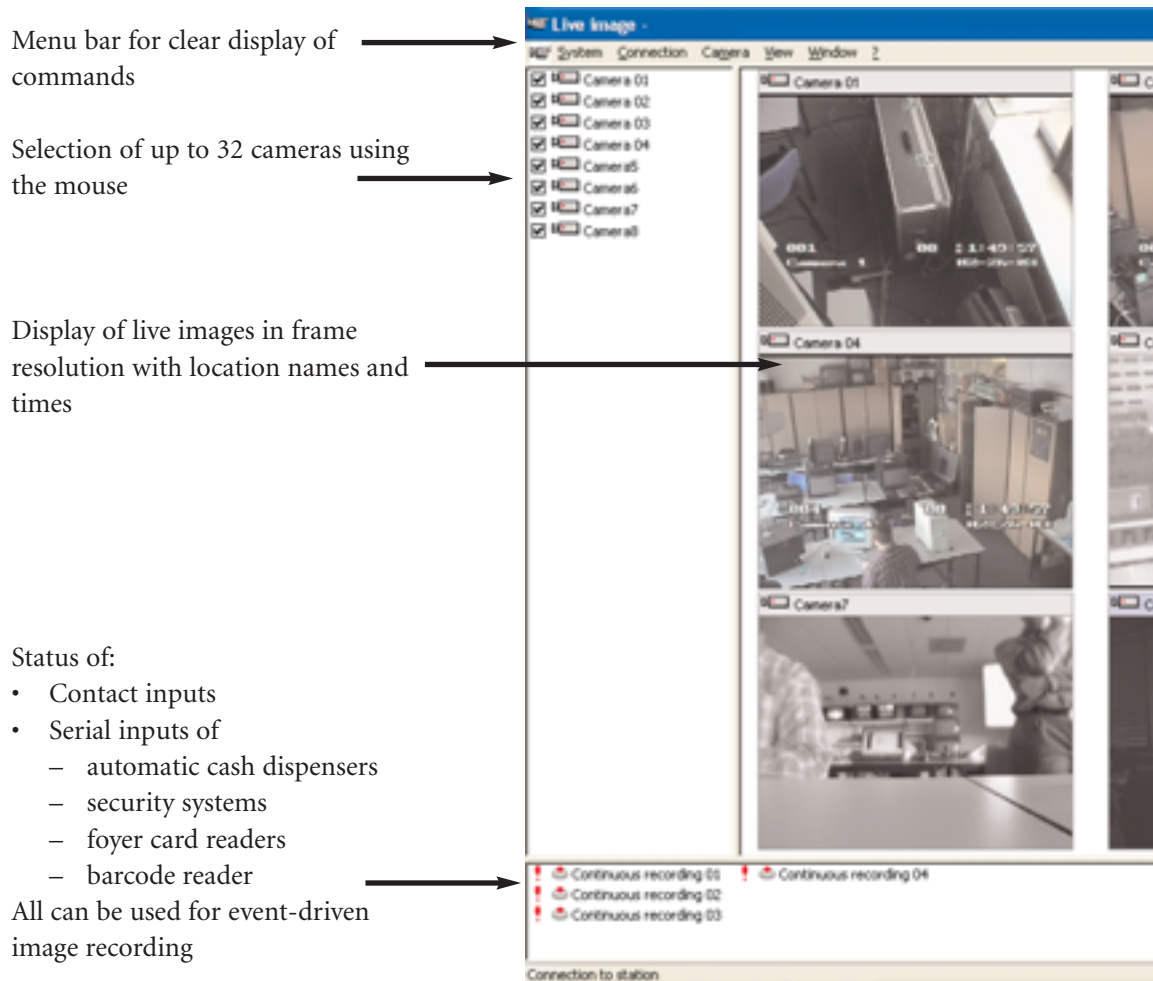 Menu bar for clear display of
commands
Selection of up to 32 cameras using
the mouse
Display of live images in frame
resolution with location names and
times
Status of:
• Contact inputs
• Serial inputs of
– automatic cash dispensers
– security systems
– foyer card readers
– barcode reader
All can be used for event-driven
image recording
Live image -
System Connection Camera View Window ?
Camera 01
Camera 02
Camera 03
Camera 04
Camera5
Camera6
Camera7
Camera8
Camera 01
C
001
Camera 1
Camera 04
C
Camera7
C
Continuous recording 01
Continuous recording 02
Continuous recording 03
Continuous recording 04
Connection to station